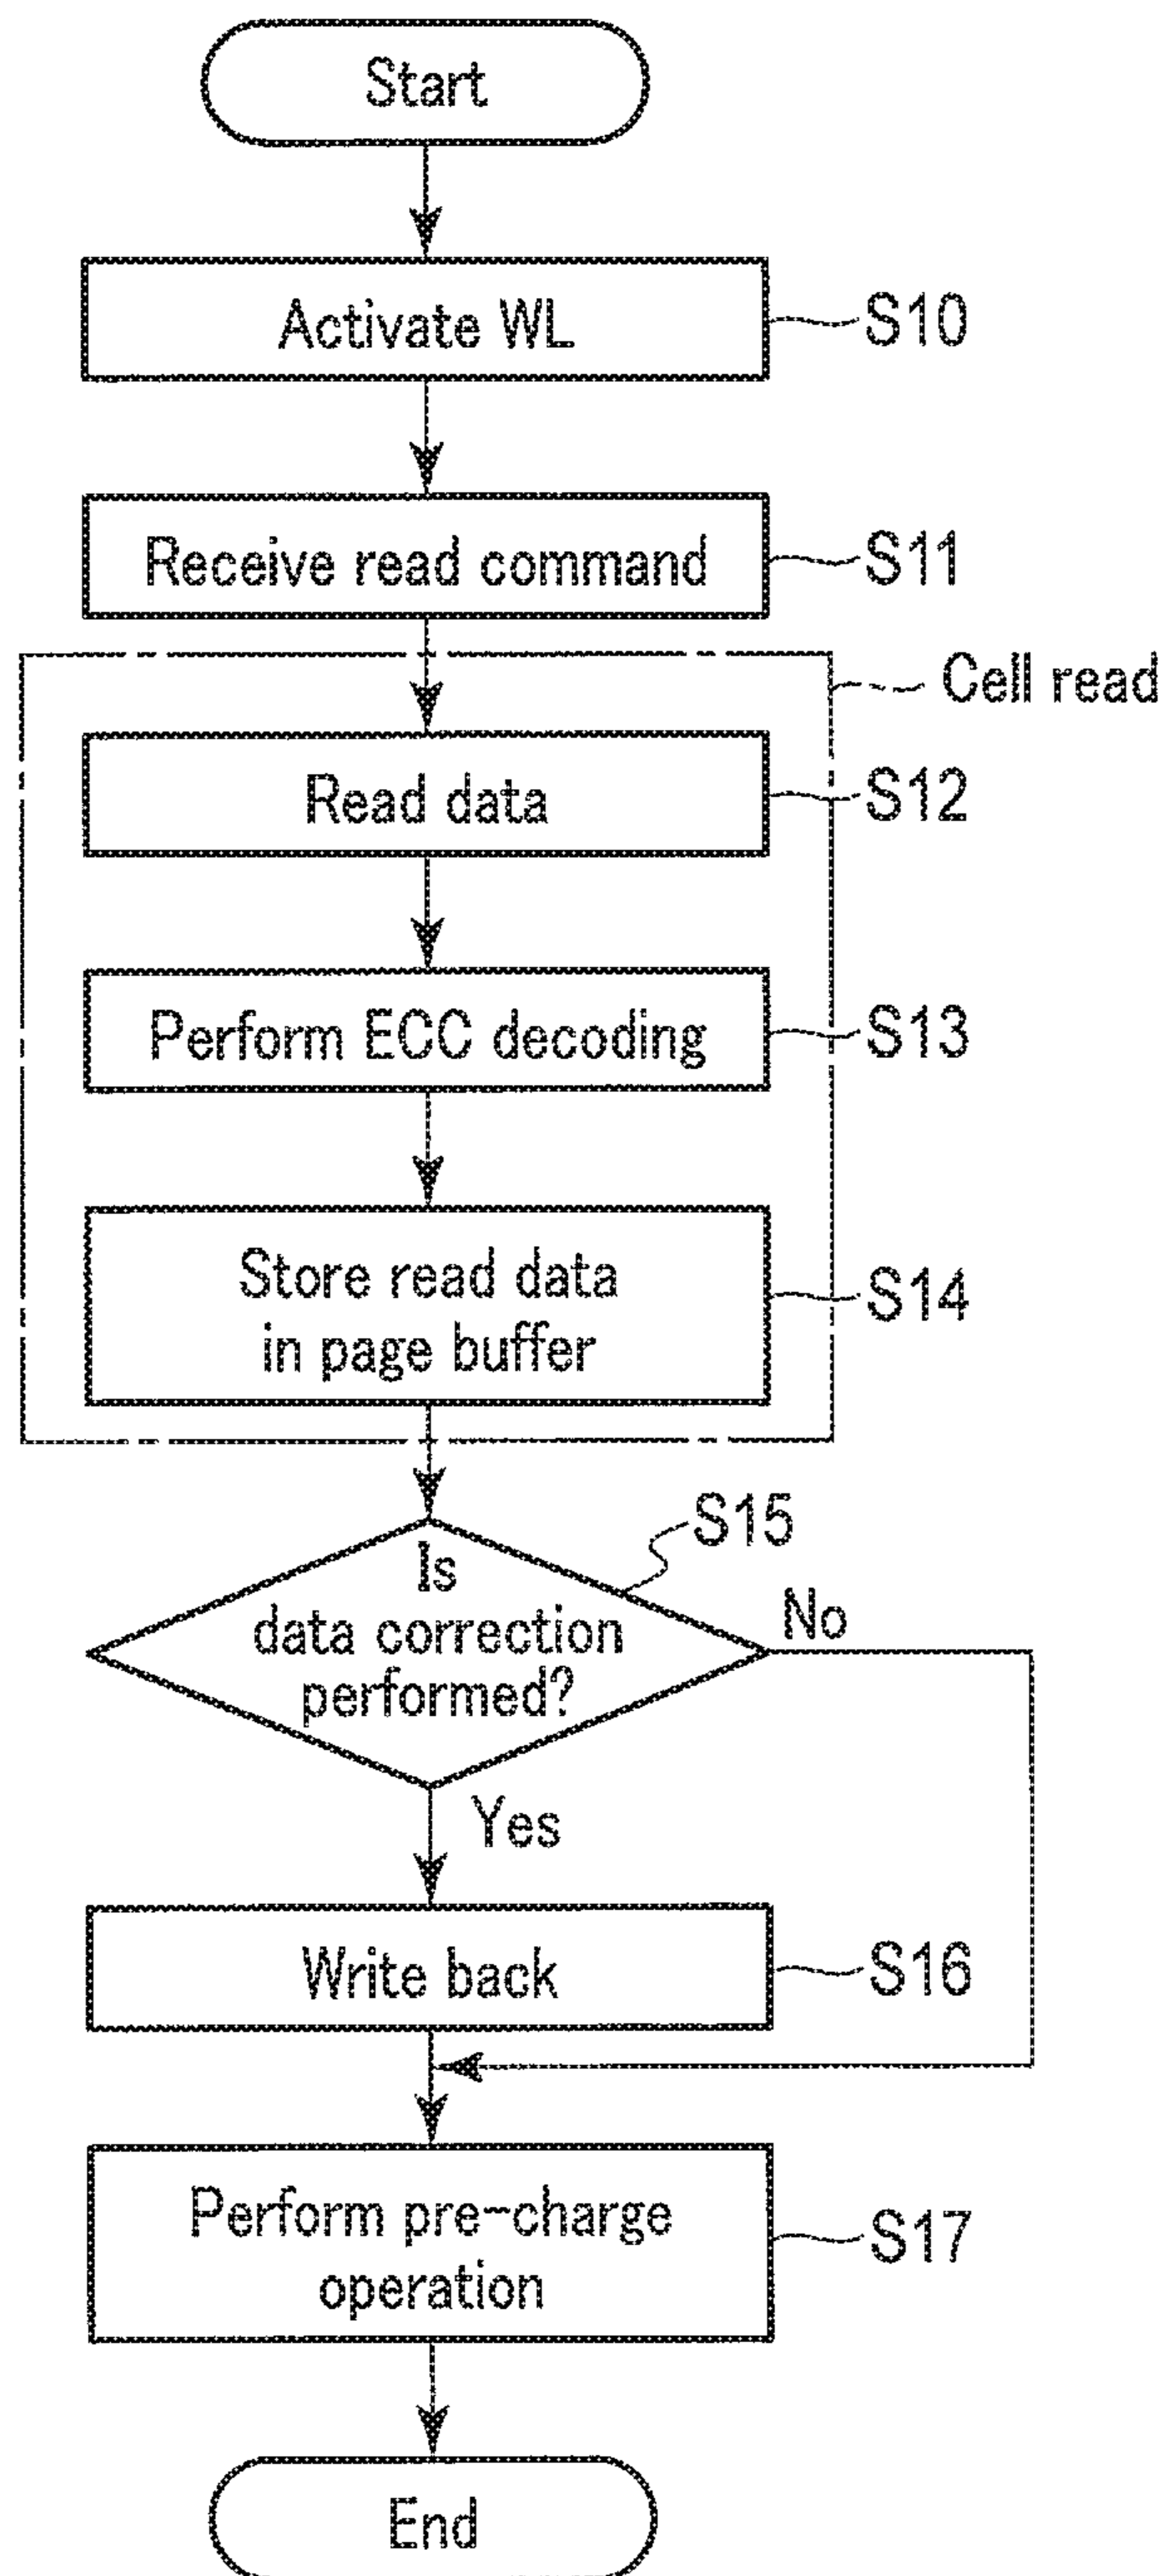 Start
Activate WL
S10
Receive read command
S11
Cell read
Read data
S12
Perform ECC decoding
S13
Store read data
in page buffer
S14
S15
Is
data correction
performed?
No
Yes
Write back
S16
Perform pre-charge
operation
S17
End